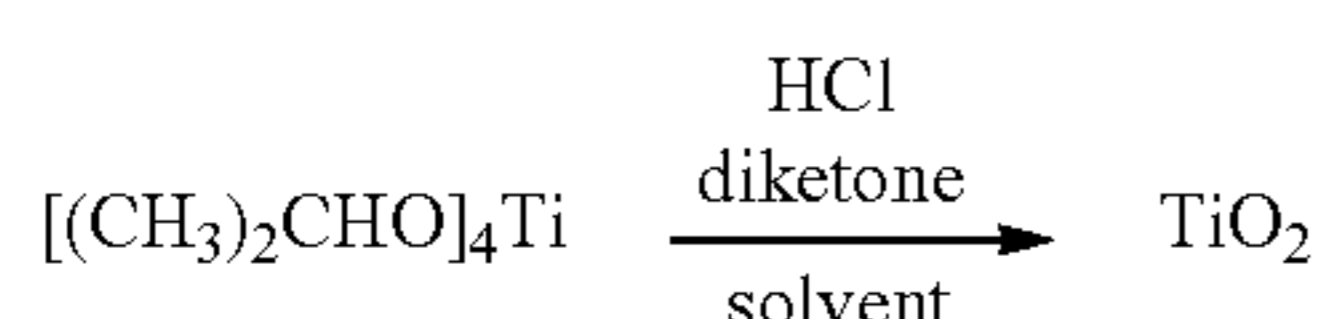 HCl
diketone
[(CH₃)₂CHO]₄Ti → TiO₂
solvent